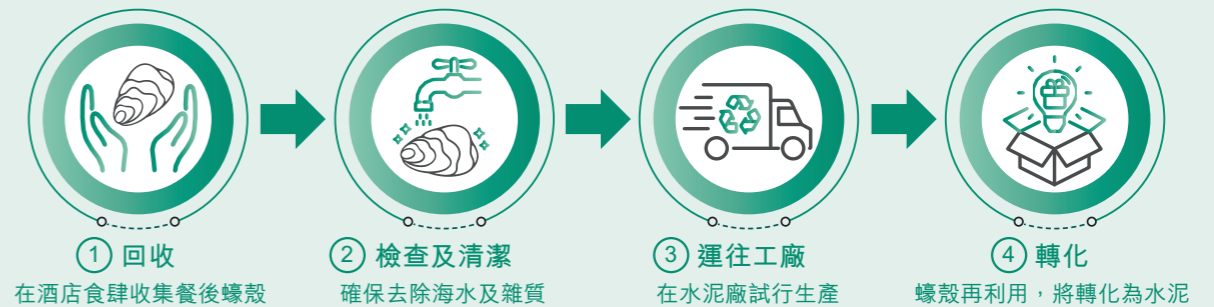 ① 回收
在酒店食肆收集餐後蠔殼
② 檢查及清潔
確保去除海水及雜質
③ 運往工廠
在水泥廠試行生產
④ 轉化
蠔殼再利用，將轉化為水泥